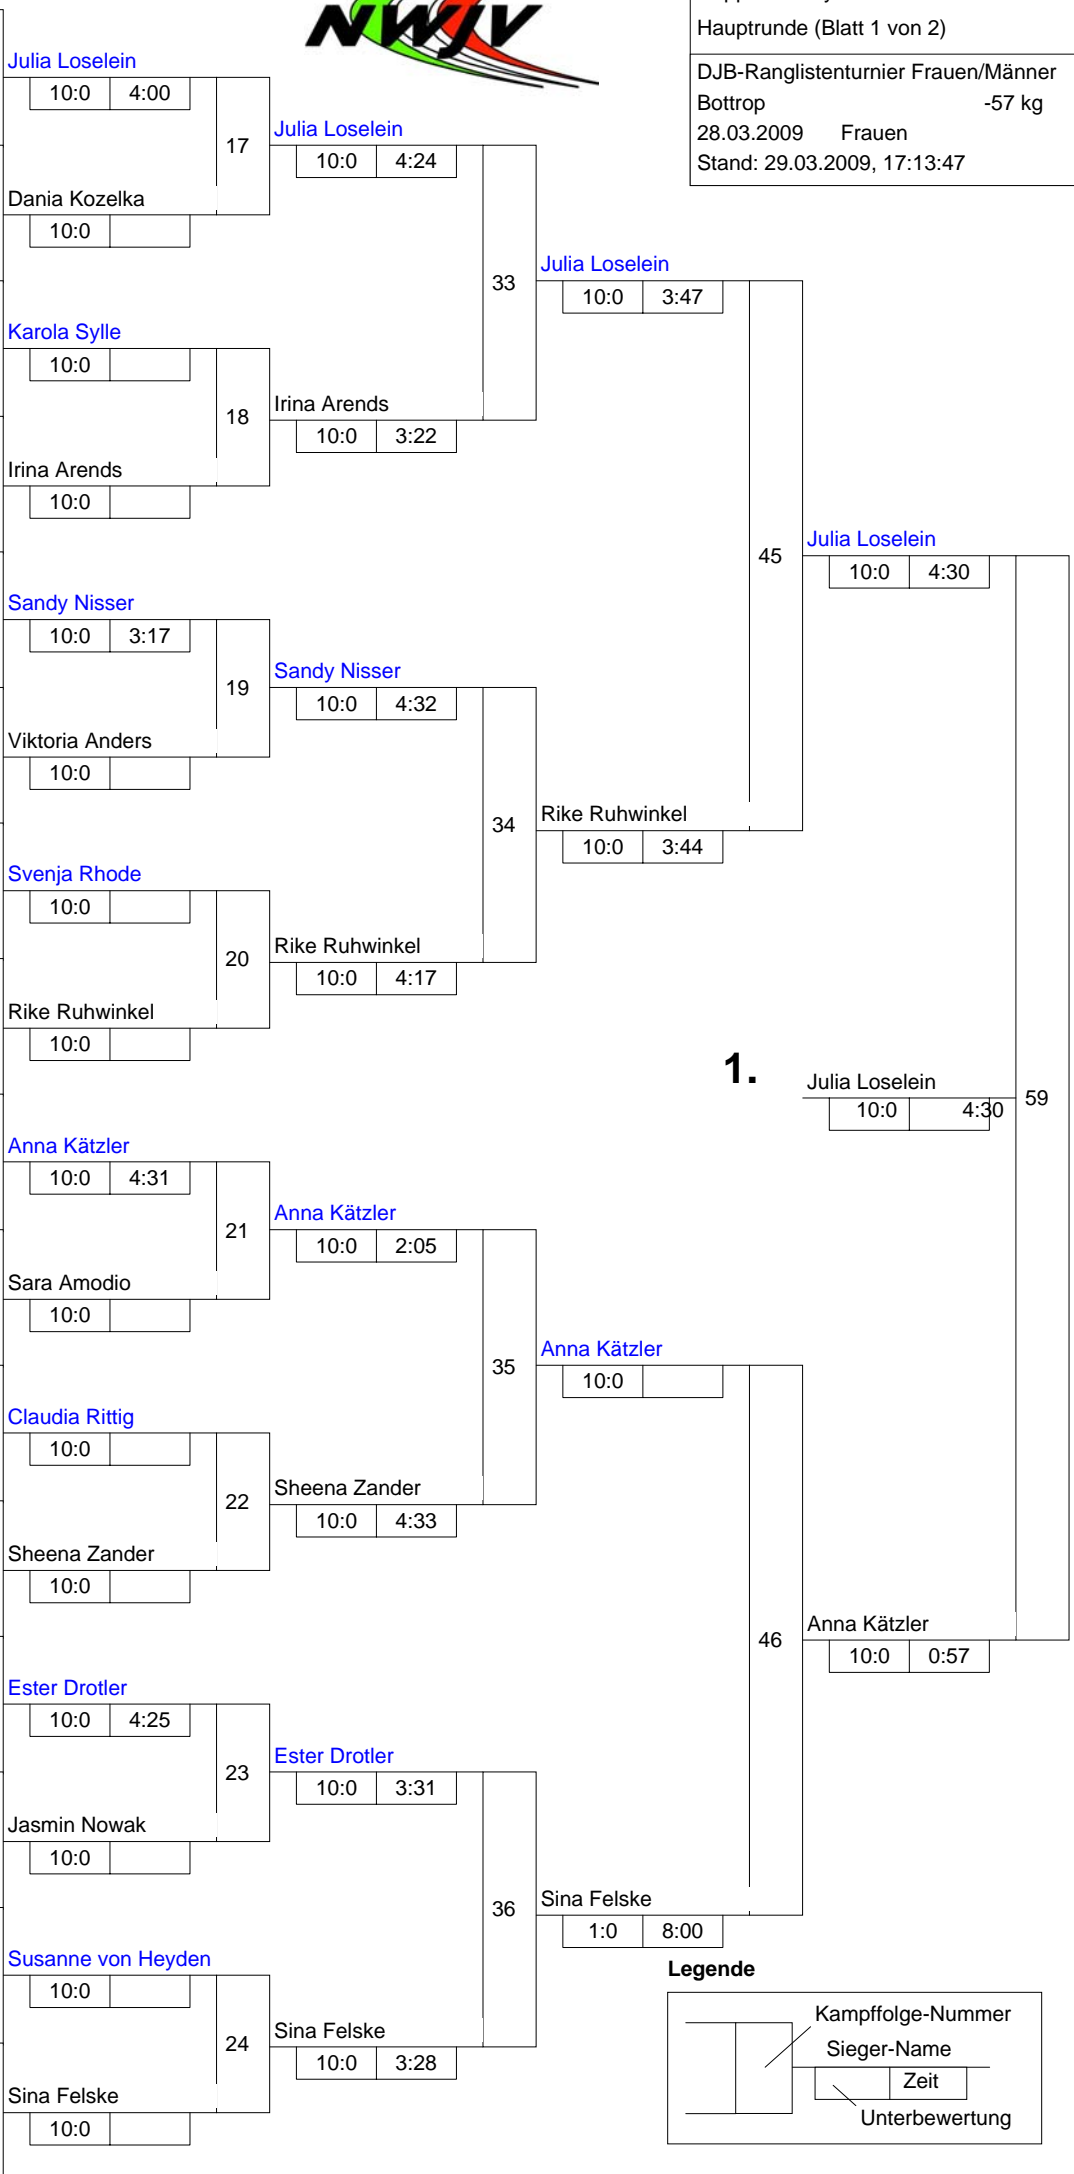 NWJV
Hauptrunde (Blatt 1 von 2)
DJB-Ranglistenturnier Frauen/Männer
Bottrop -57 kg
28.03.2009 Frauen
Stand: 29.03.2009, 17:13:47
Julia Loselein
10:0 4:00
17
Julia Loselein
10:0 4:24
Dania Kozelka
10:0
33
Julia Loselein
10:0 3:47
Karola Sylle
10:0
18
Irina Arends
10:0 3:22
Irina Arends
10:0
45
Julia Loselein
10:0 4:30
Sandy Nisser
10:0 3:17
19
Sandy Nisser
10:0 4:32
Viktoria Anders
10:0
34
Rike Ruhwinkel
10:0 3:44
Svenja Rhode
10:0
20
Rike Ruhwinkel
10:0 4:17
Rike Ruhwinkel
10:0
1.
Julia Loselein
10:0 4:30
59
Anna Kätzler
10:0 4:31
21
Anna Kätzler
10:0 2:05
Sara Amodio
10:0
35
Anna Kätzler
10:0
Claudia Rittig
10:0
22
Sheena Zander
10:0 4:33
Sheena Zander
10:0
46
Anna Kätzler
10:0 0:57
Ester Drotler
10:0 4:25
23
Ester Drotler
10:0 3:31
Jasmin Nowak
10:0
36
Sina Felske
1:0 8:00
Susanne von Heyden
10:0
24
Sina Felske
10:0 3:28
Sina Felske
10:0
Legende
Kampffolge-Nummer
Sieger-Name
Zeit
Unterbewertung